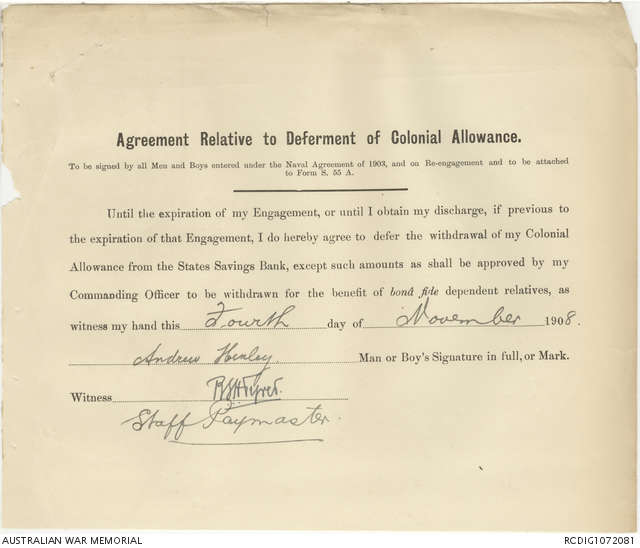 Agreement Relative to Deferment of Colonial Allowance.
To be signed by all Men and Boys entered under the Naval Agreement of 1903, and on Re-engagement and to be attached
to Form S. 55 A.
Until the expiration of my Engagement, or until I obtain my discharge, if previous to
the expiration of that Engagement, I do hereby agree to defer the withdrawal of my Colonial
Allowance from the States Savings Bank, except such amounts as shall be approved by my
Commanding Officer to be withdrawn for the benefit of bonâ fide dependent relatives, as
witness my hand this Fourth day of November 1908.
Andrew Henley Man or Boy's Signature in full, or Mark.
Witness
Staff Paymaster.
AUSTRALIAN WAR MEMORIAL RCDIG1072081